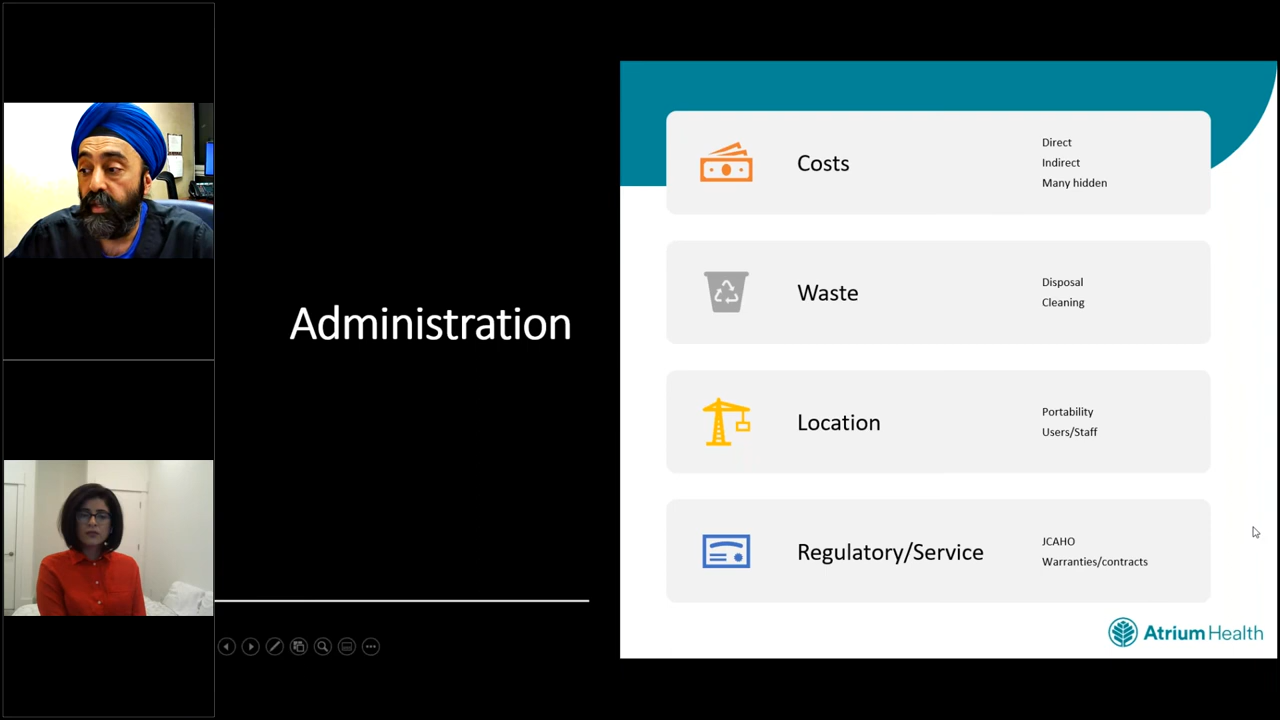 Administration
Costs
Direct
Indirect
Many hidden
Waste
Disposal
Cleaning
Location
Portability
Users/Staff
Regulatory/Service
JCAHO
Warranties/contracts
Atrium Health